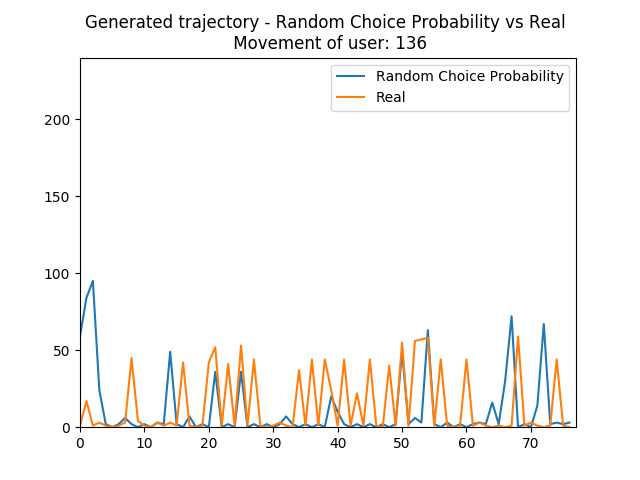 Generated trajectory - Random Choice Probability vs Real
Movement of user: 136
Random Choice Probability
Real
200
150
100
50
0
0 10 20 30 40 50 60 70